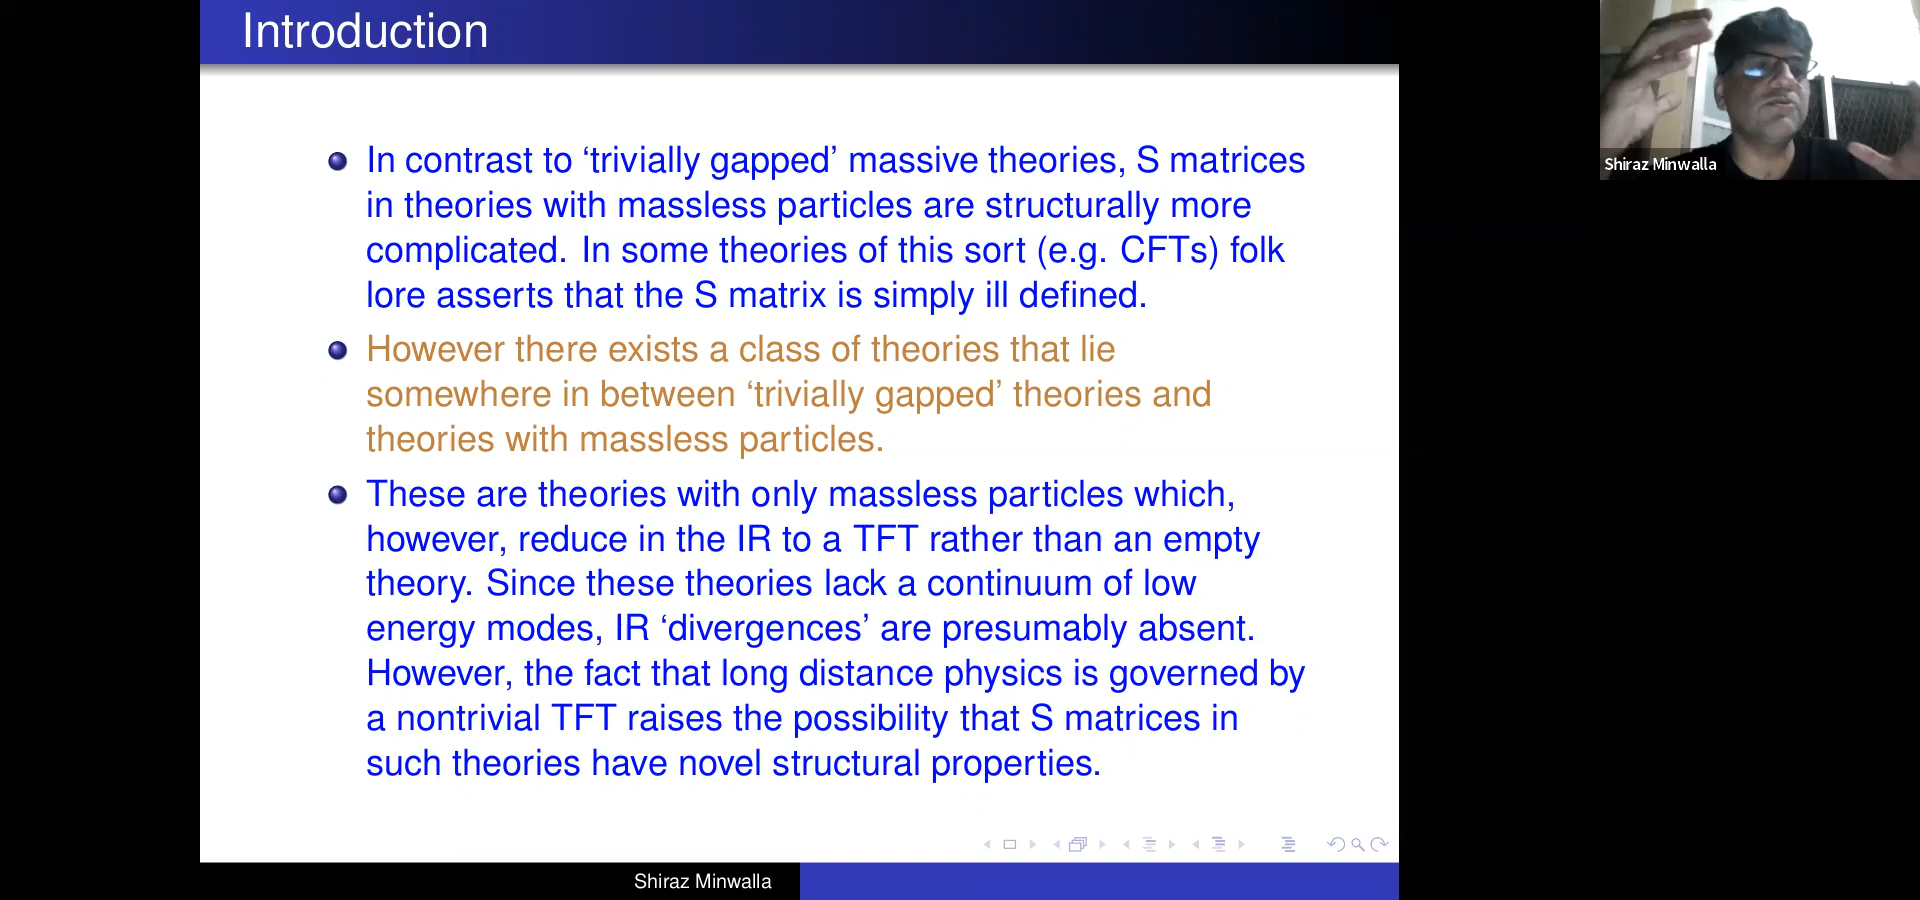 Introduction
In contrast to ‘trivially gapped’ massive theories, S matrices
in theories with massless particles are structurally more
complicated. In some theories of this sort (e.g. CFTs) folk
lore asserts that the S matrix is simply ill defined.
However there exists a class of theories that lie
somewhere in between ‘trivially gapped’ theories and
theories with massless particles.
These are theories with only massless particles which,
however, reduce in the IR to a TFT rather than an empty
theory. Since these theories lack a continuum of low
energy modes, IR ‘divergences’ are presumably absent.
However, the fact that long distance physics is governed by
a nontrivial TFT raises the possibility that S matrices in
such theories have novel structural properties.
Shiraz Minwalla
Shiraz Minwalla